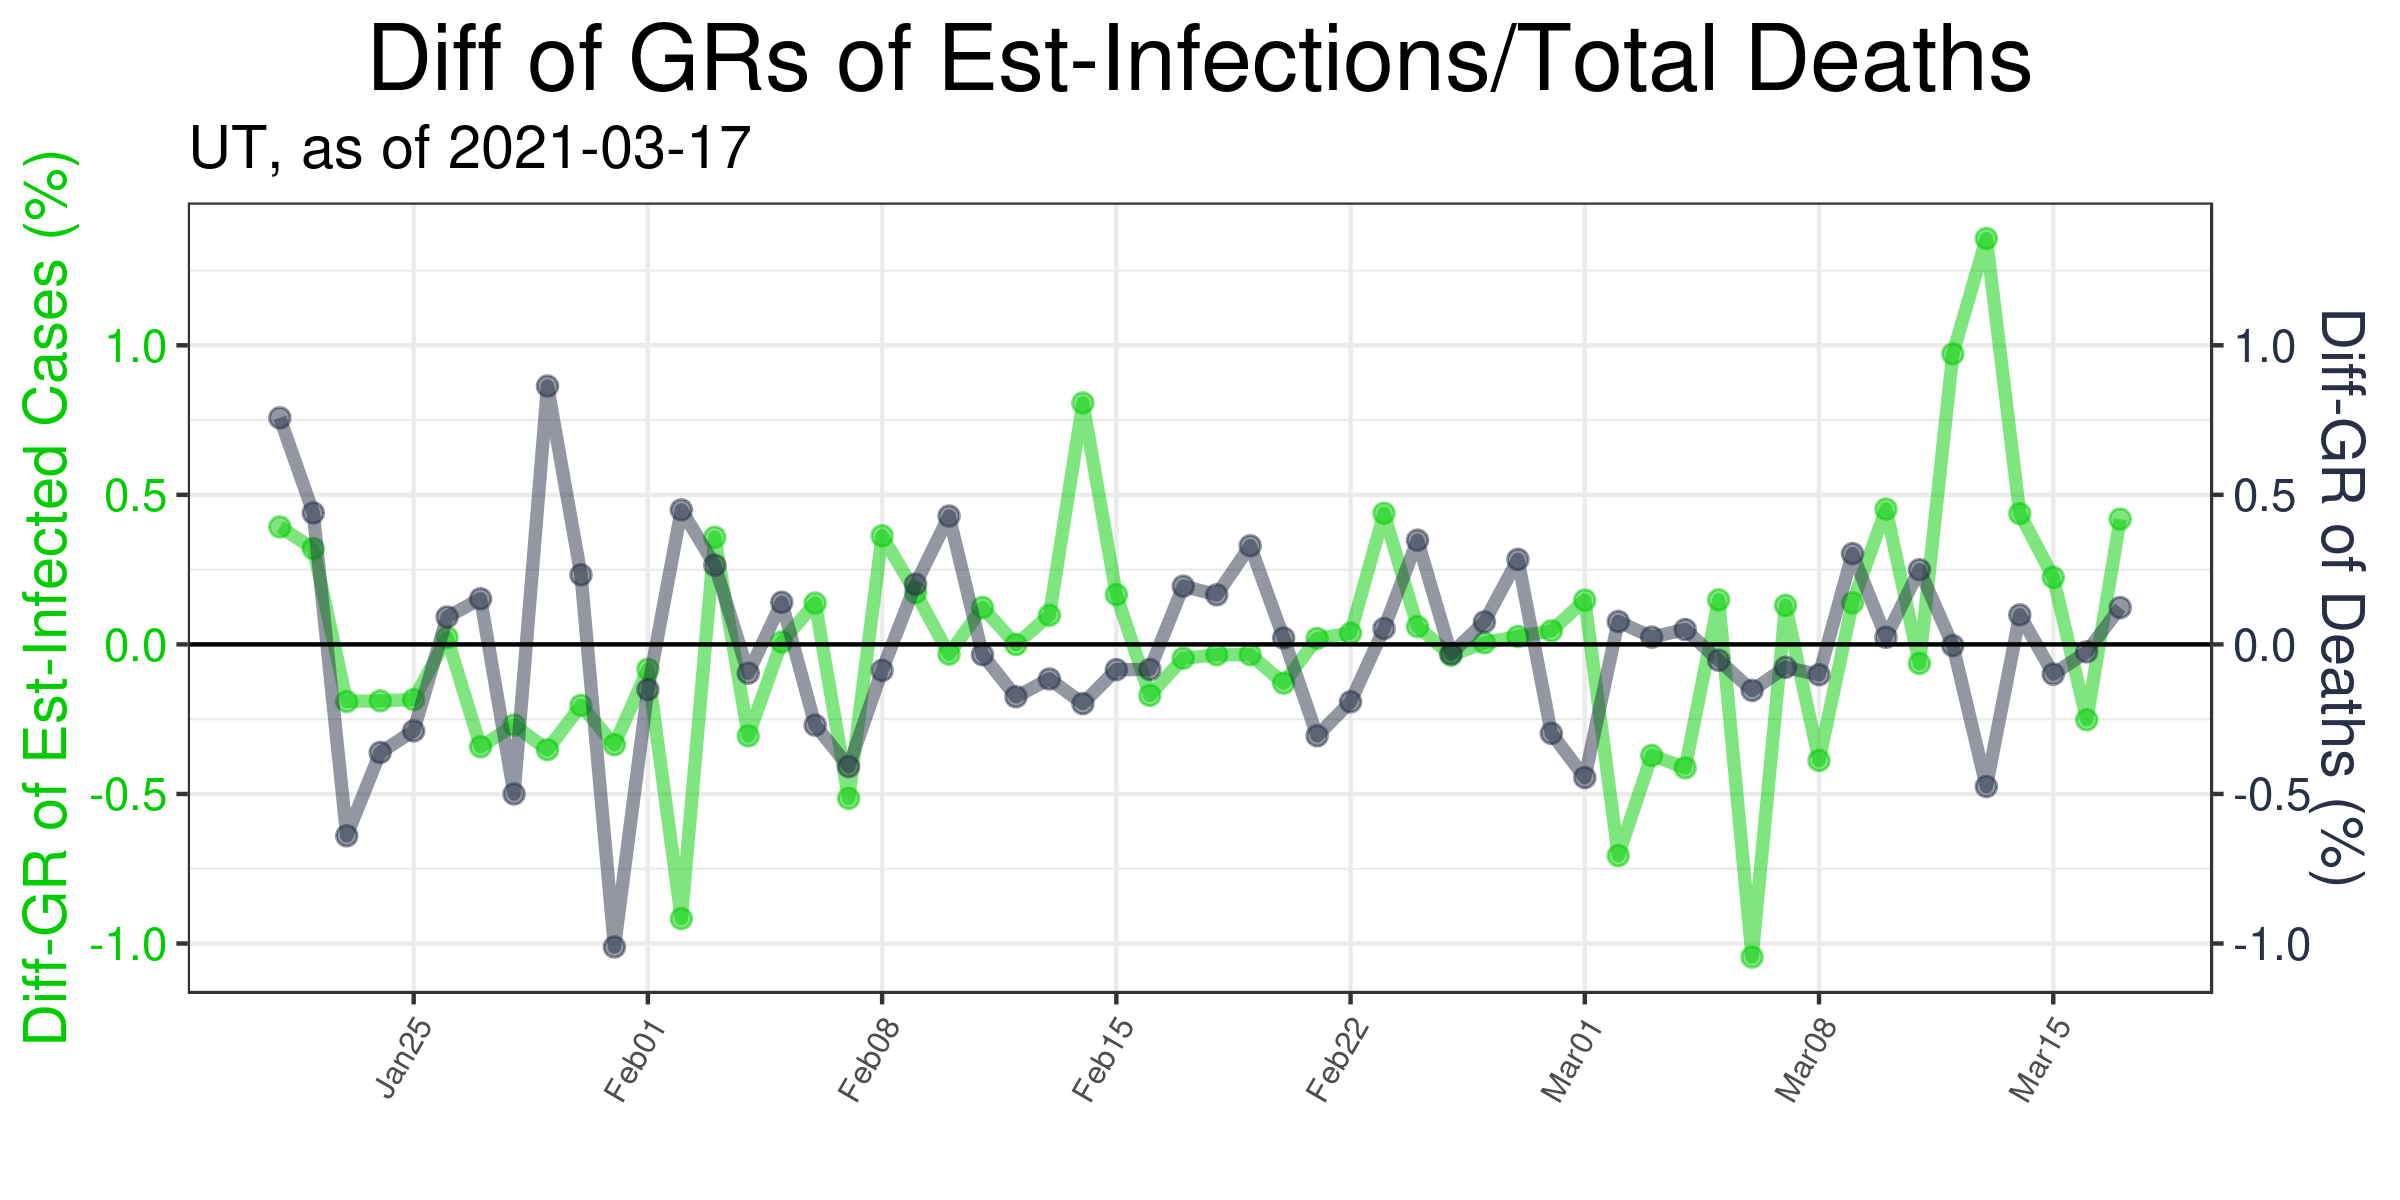 Diff of GRs of Est-Infections/Total Deaths
UT, as of 2021-03-17
Diff-GR of Est-Infected Cases (%)
1.0
0.5
0.0
-0.5
-1.0
1.0
0.5
0.0
-0.5
-1.0
Diff-GR of Deaths (%)
Jan25
Feb01
Feb08
Feb15
Feb22
Mar01
Mar08
Mar15